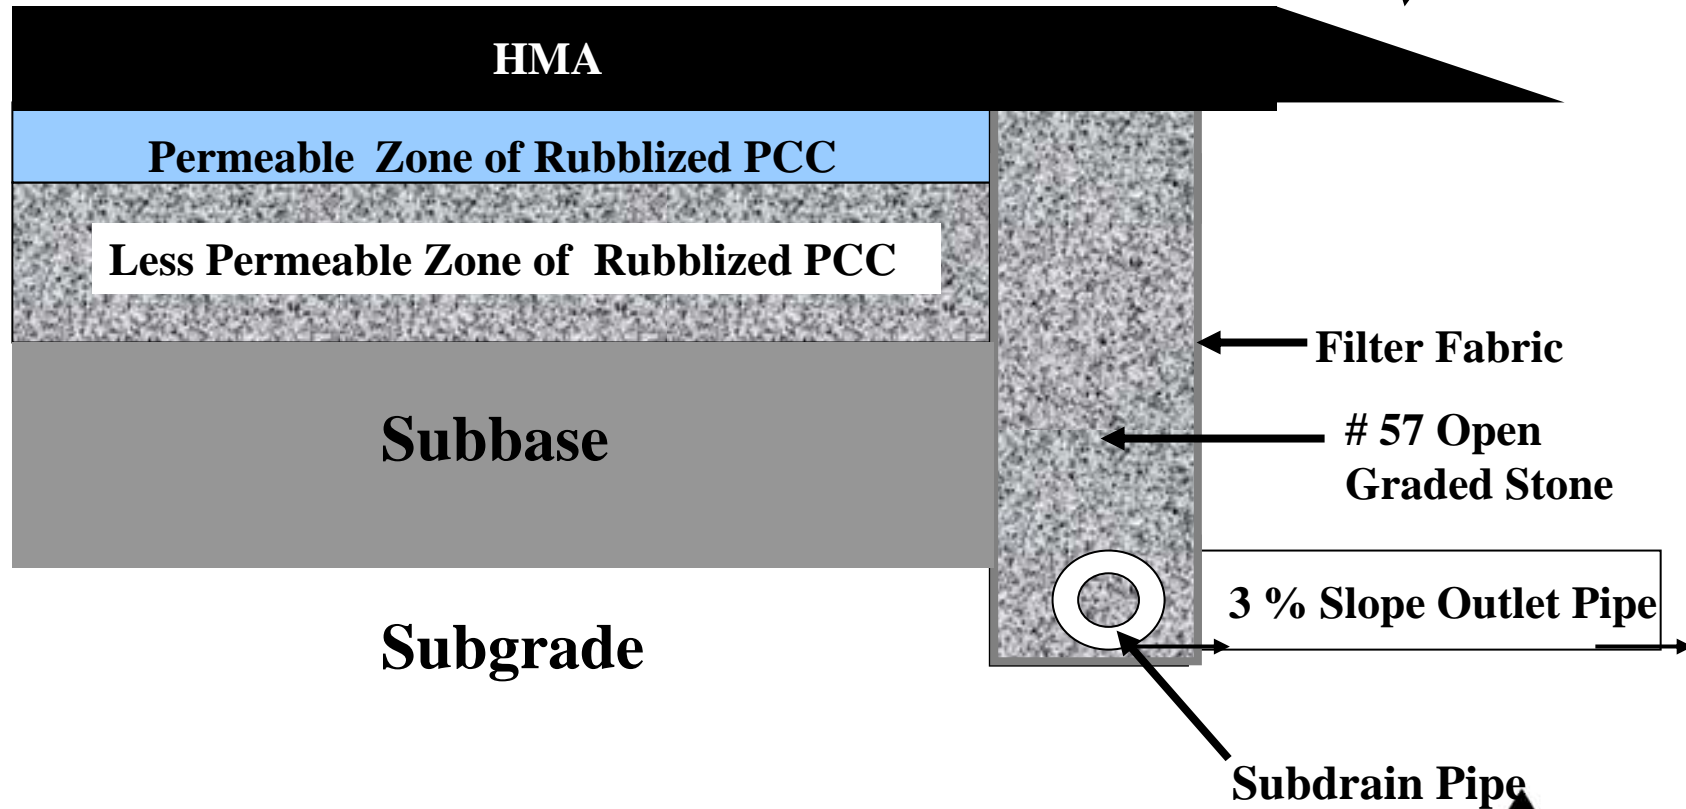 HMA
Permeable Zone of Rubblized PCC
Less Permeable Zone of Rubblized PCC
Filter Fabric
Subbase
# 57 Open
Graded Stone
3 % Slope Outlet Pipe
Subgrade
Subdrain Pipe